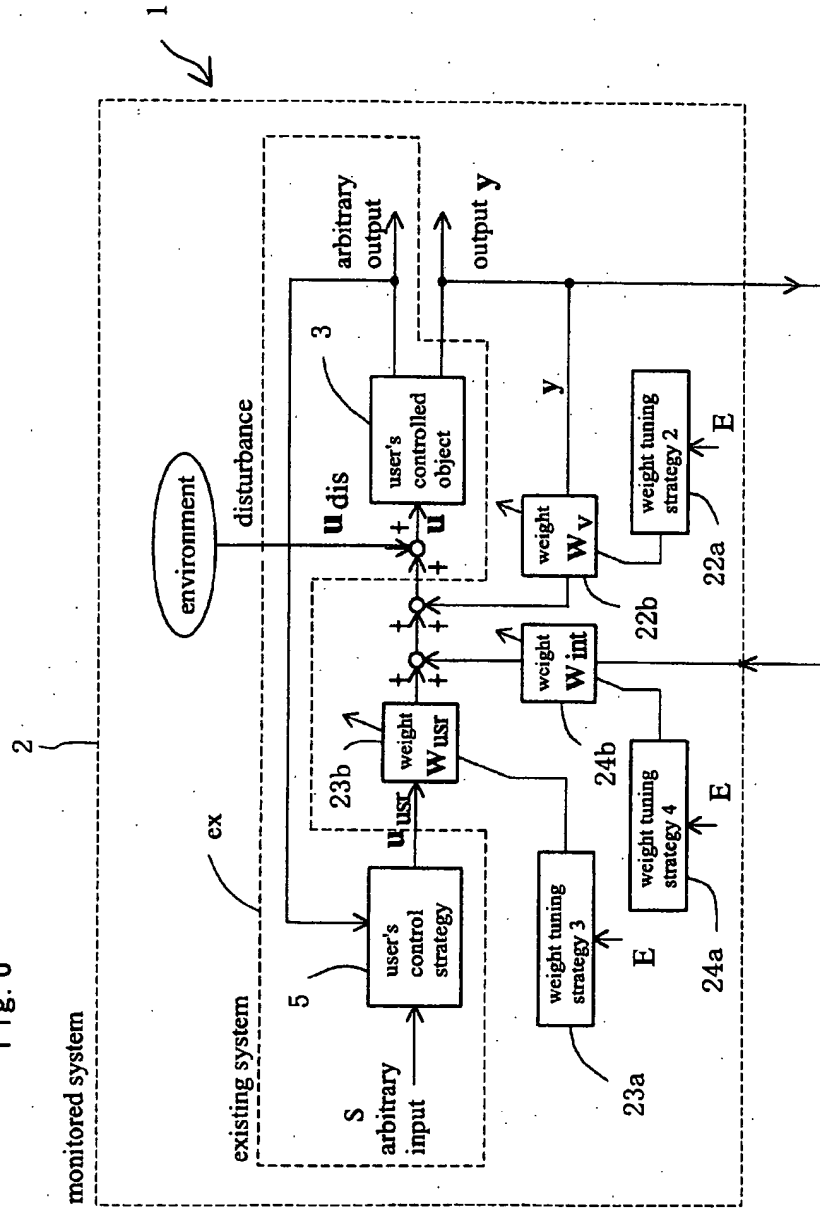 Fig. 6
monitored system
2
1
existing system
ex
environment
disturbance
u dis
S
arbitrary
input
5
user's
control
strategy
u usr
23b
weight
W usr
+
+
+
+
+
+
u
3
user's
controlled
object
arbitrary
output
output y
y
weight
W v
22b
wcight
W int
24b
weight tuning
strategy 2
E
22a
weight tuning
strategy 4
E
24a
weight tuning
strategy 3
E
23a